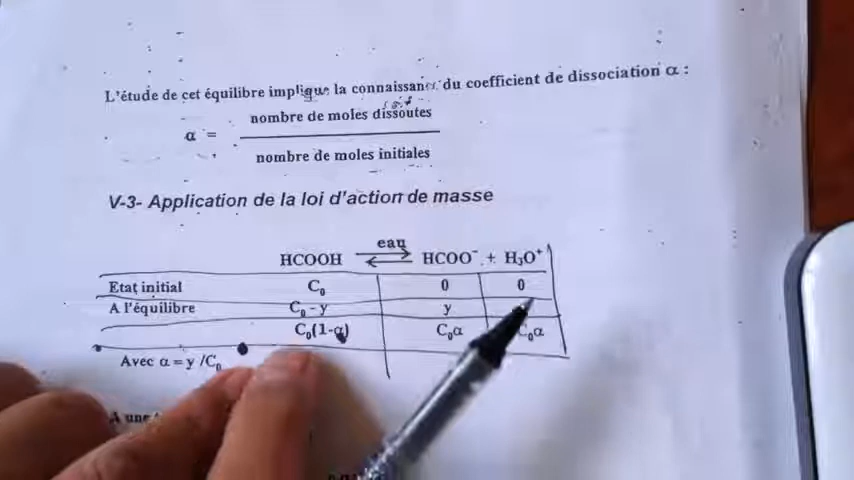 L'étude de cet équilibre implique la connaissance du coefficient de dissociation α :
α = nombre de moles dissoutes
nombre de moles initiales
V-3- Application de la loi d'action de masse
eau
HCOOH ⇌ HCOO⁻ + H₃O⁺
Etat initial C₀ 0 0
A l'équilibre C₀ - y y
C₀(1-α) C₀α C₀α
Avec α = y /C₀
A une